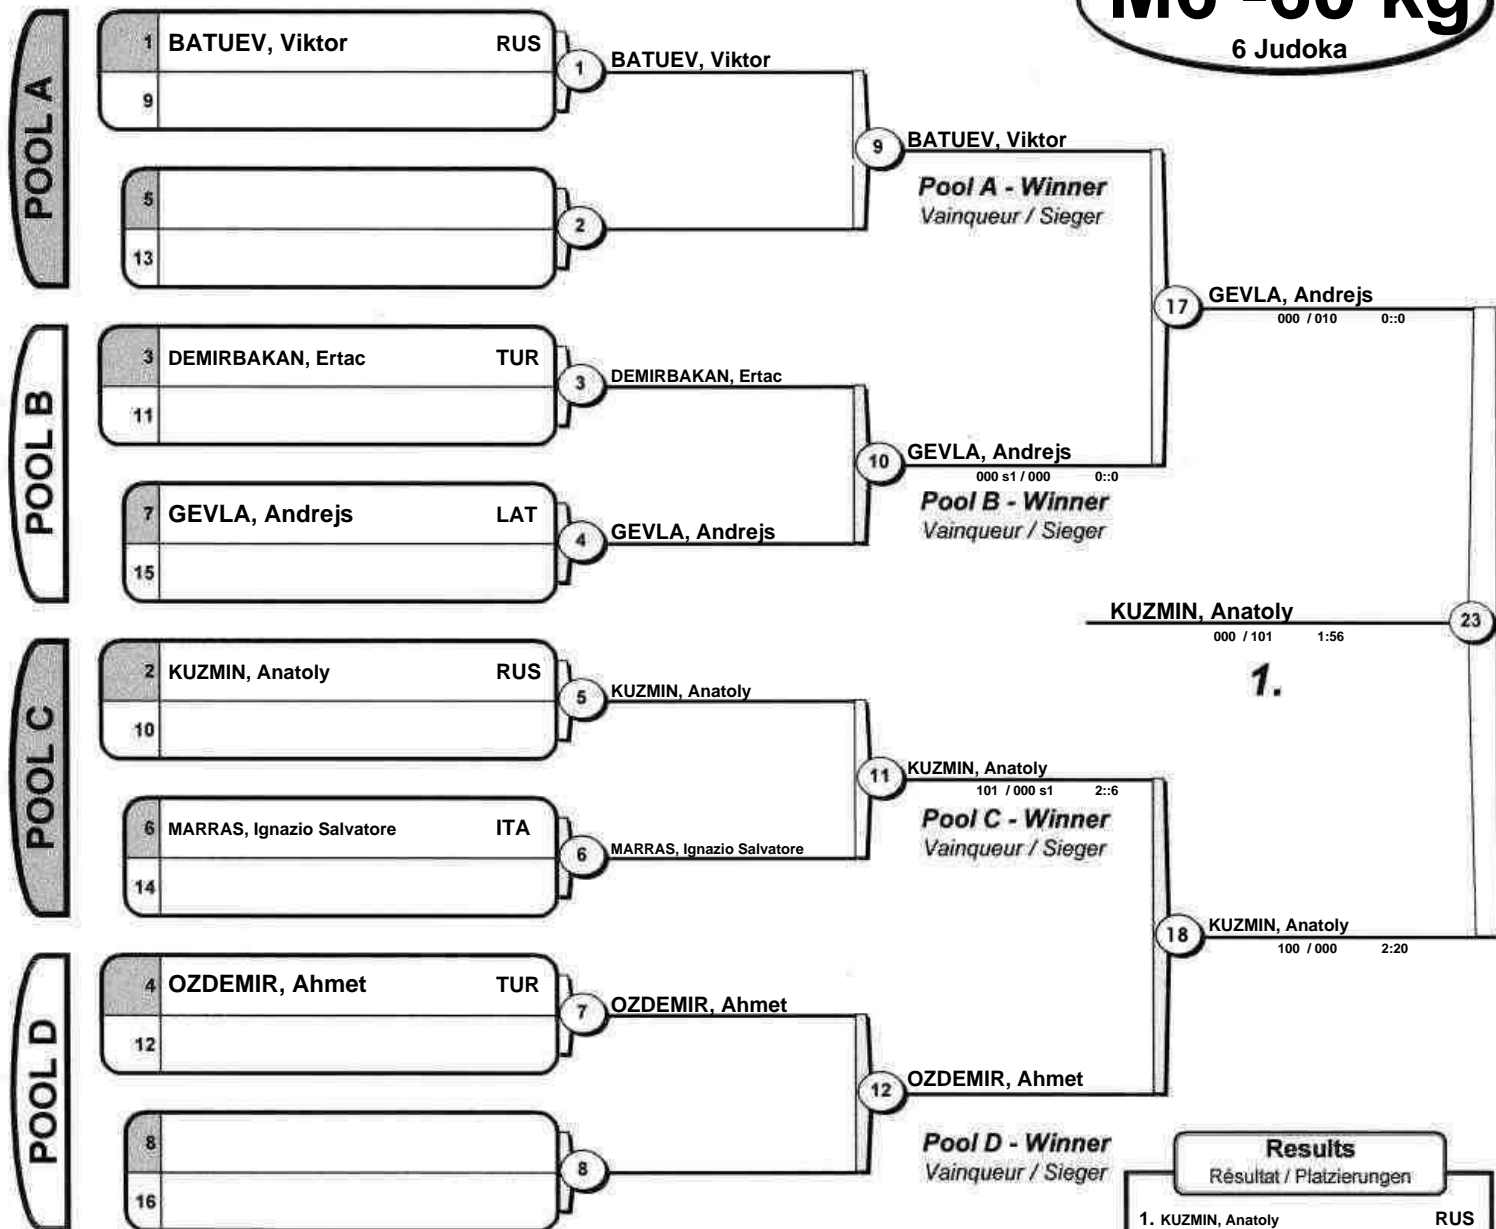 M6 -60 kg
6 Judoka
POOL A
1 BATUEV, Viktor RUS
9
5
13
1 BATUEV, Viktor
2
9 BATUEV, Viktor
Pool A - Winner
Vainqueur / Sieger
17 GEVLA, Andrejs
000 / 010 0::0
POOL B
3 DEMIRBAKAN, Ertac TUR
11
7 GEVLA, Andrejs LAT
15
3 DEMIRBAKAN, Ertac
4 GEVLA, Andrejs
10 GEVLA, Andrejs
000 s1 / 000 0::0
Pool B - Winner
Vainqueur / Sieger
KUZMIN, Anatoly 23
000 / 101 1:56
1.
POOL C
2 KUZMIN, Anatoly RUS
10
6 MARRAS, Ignazio Salvatore ITA
14
5 KUZMIN, Anatoly
6 MARRAS, Ignazio Salvatore
11 KUZMIN, Anatoly
101 / 000 s1 2::6
Pool C - Winner
Vainqueur / Sieger
18 KUZMIN, Anatoly
100 / 000 2:20
POOL D
4 OZDEMIR, Ahmet TUR
12
8
16
7 OZDEMIR, Ahmet
8
12 OZDEMIR, Ahmet
Pool D - Winner
Vainqueur / Sieger
Results
Résultat / Platzierungen
1. KUZMIN, Anatoly RUS